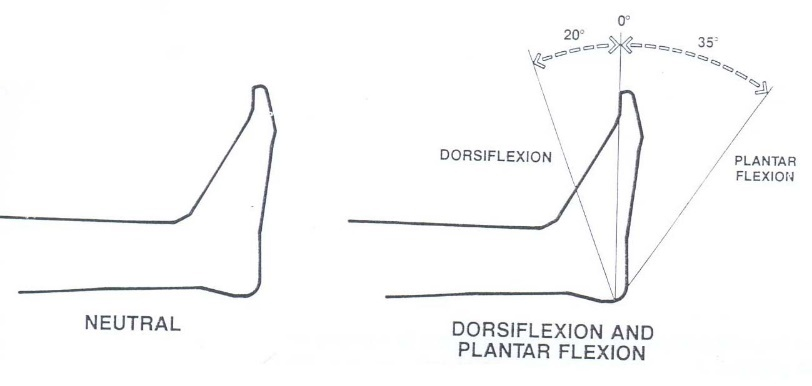 0°
20°
35°
DORSIFLEXION
PLANTAR
FLEXION
NEUTRAL
DORSIFLEXION AND
PLANTAR FLEXION